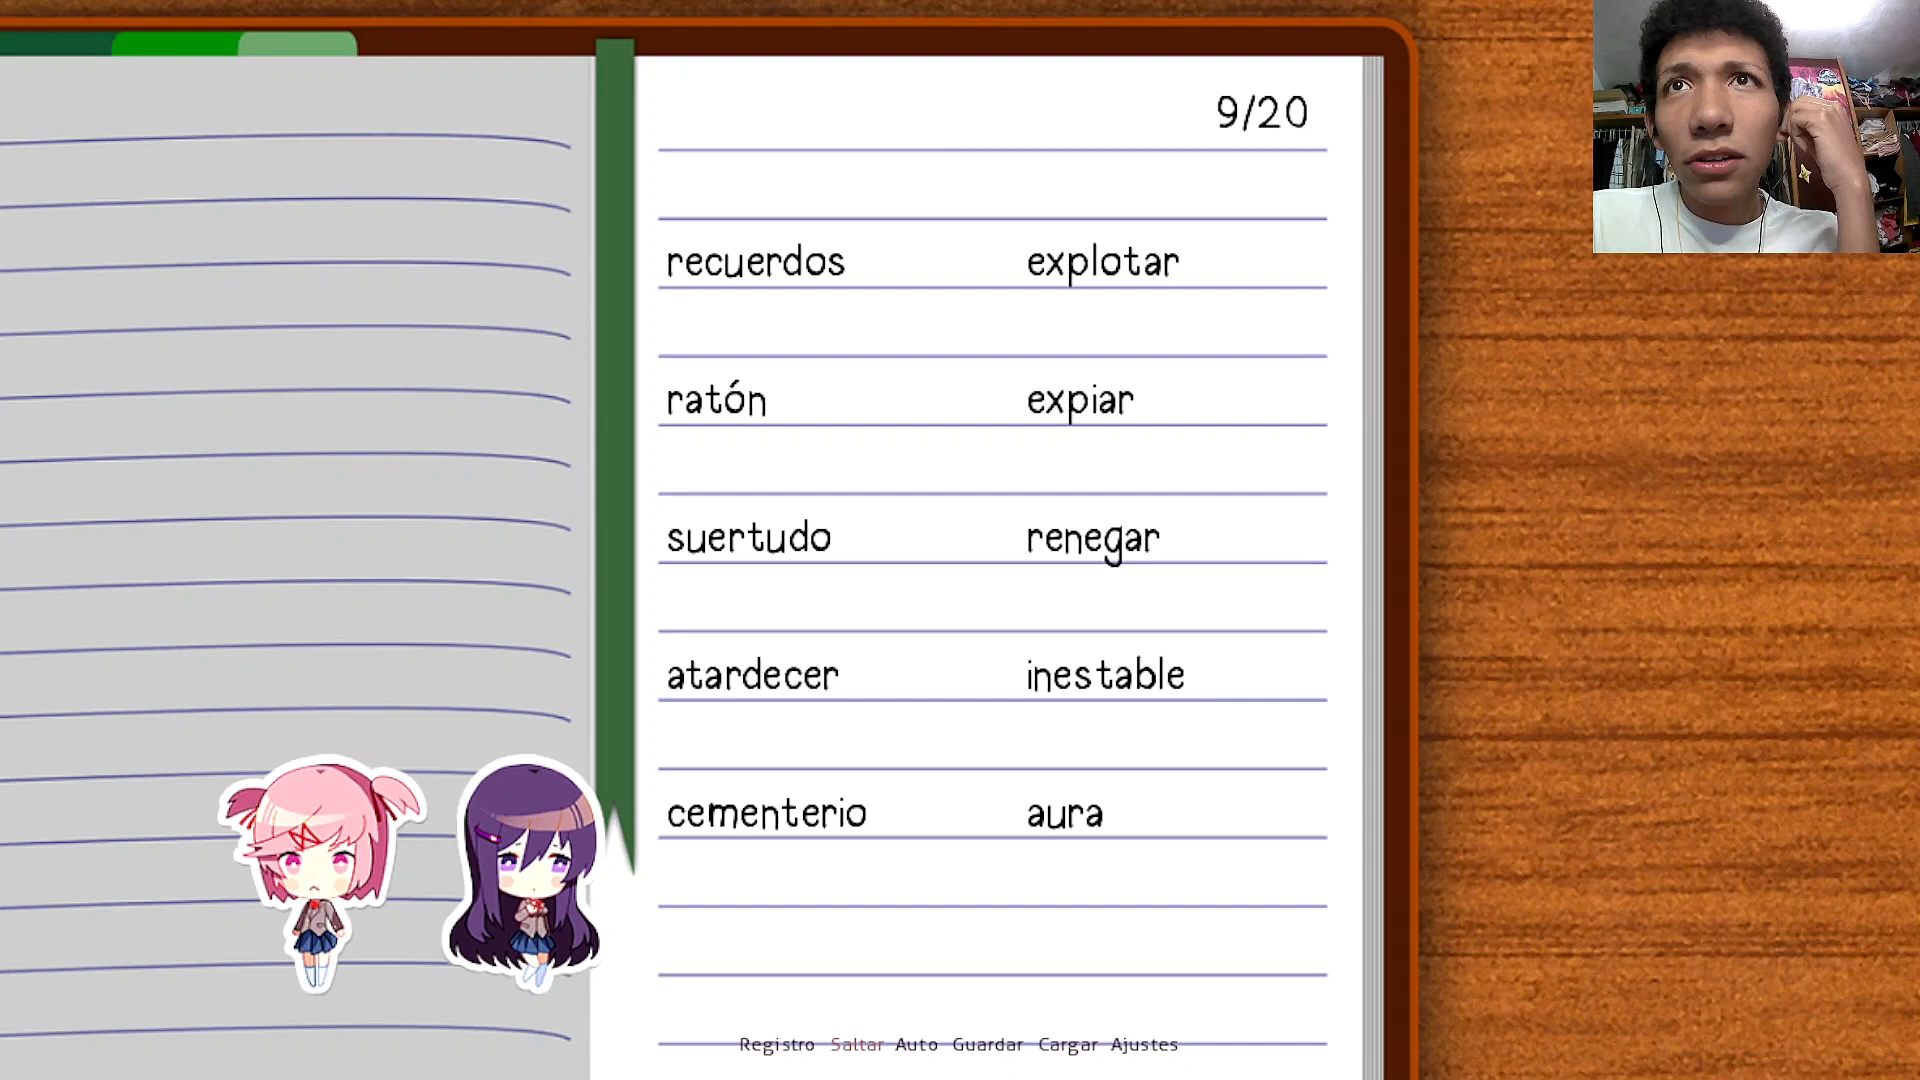 9/20
recuerdos explotar
ratón expiar
suertudo renegar
atardecer inestable
cementerio aura
Registro Saltar Auto Guardar Cargar Ajustes